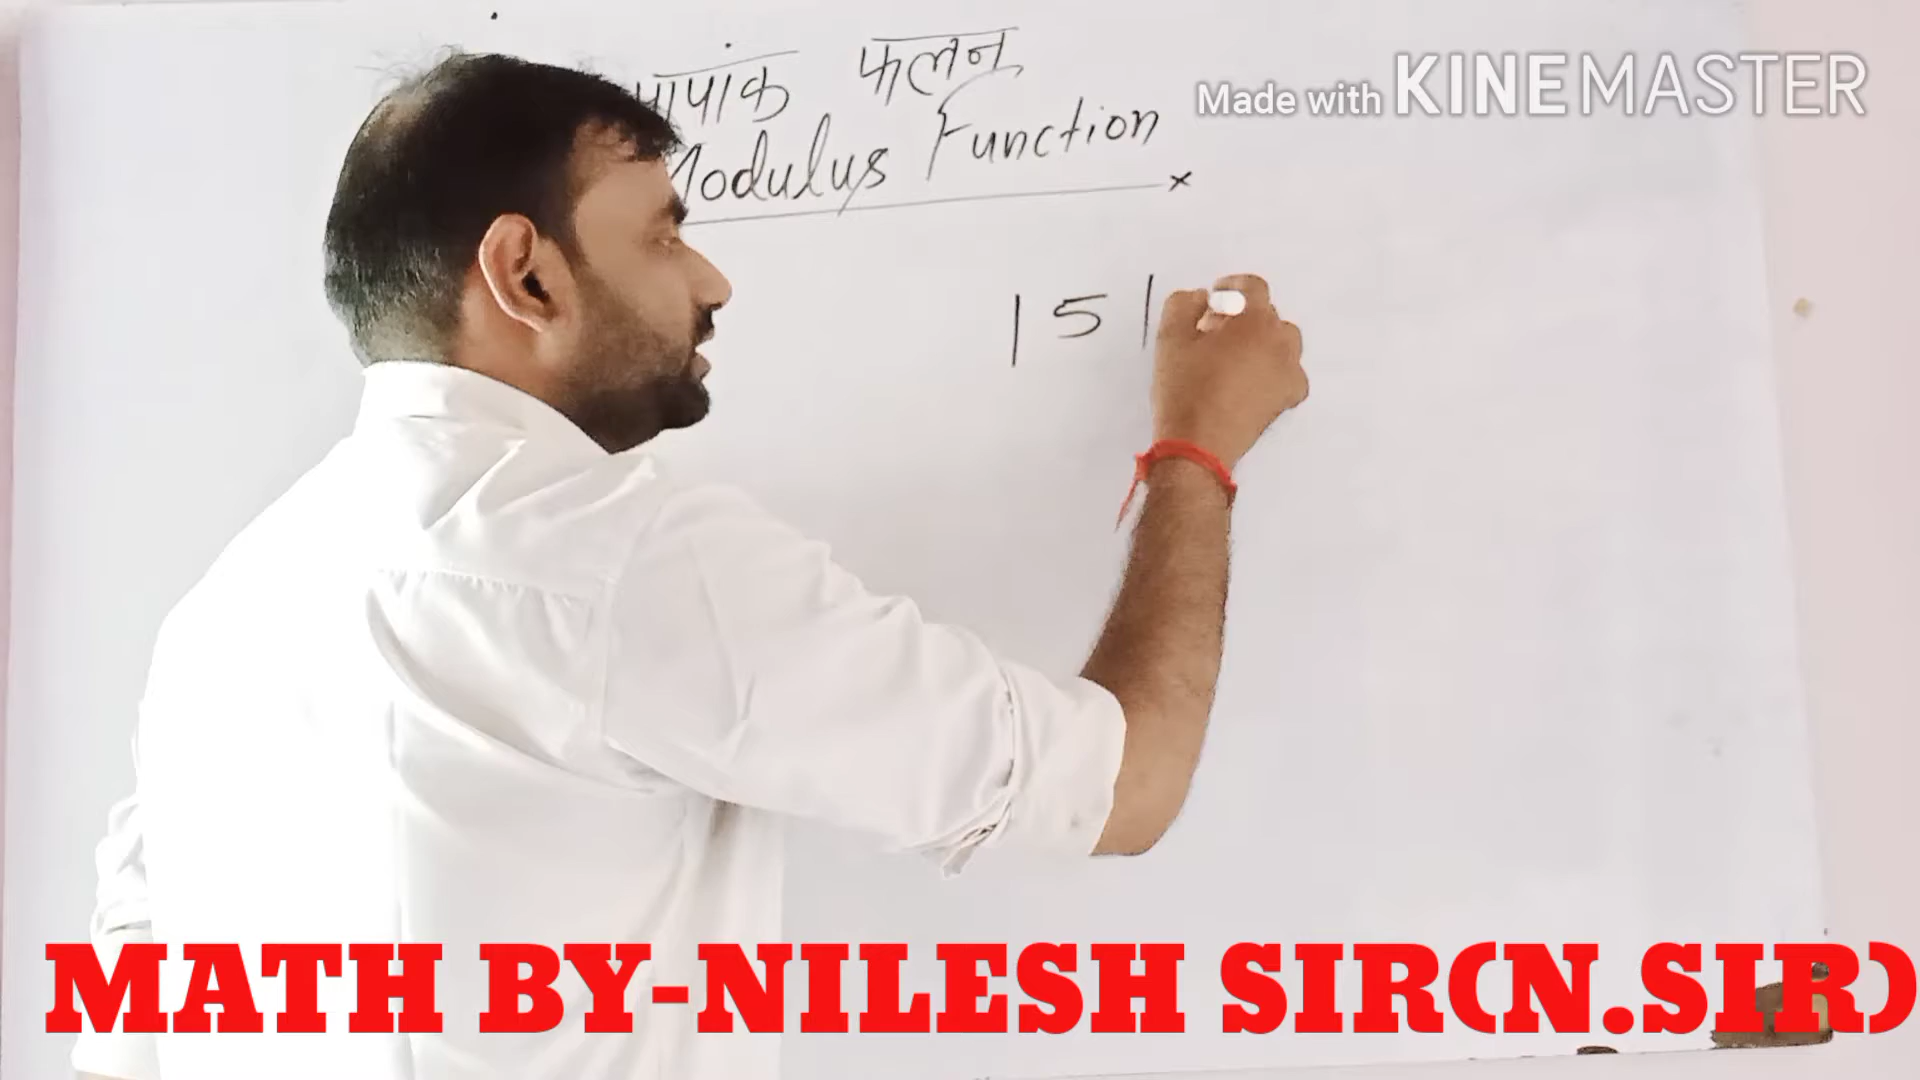 फलन
Made with KINEMASTER
Modulus Function
x
|5|
MATH BY-NILESH SIR(N.SIR)